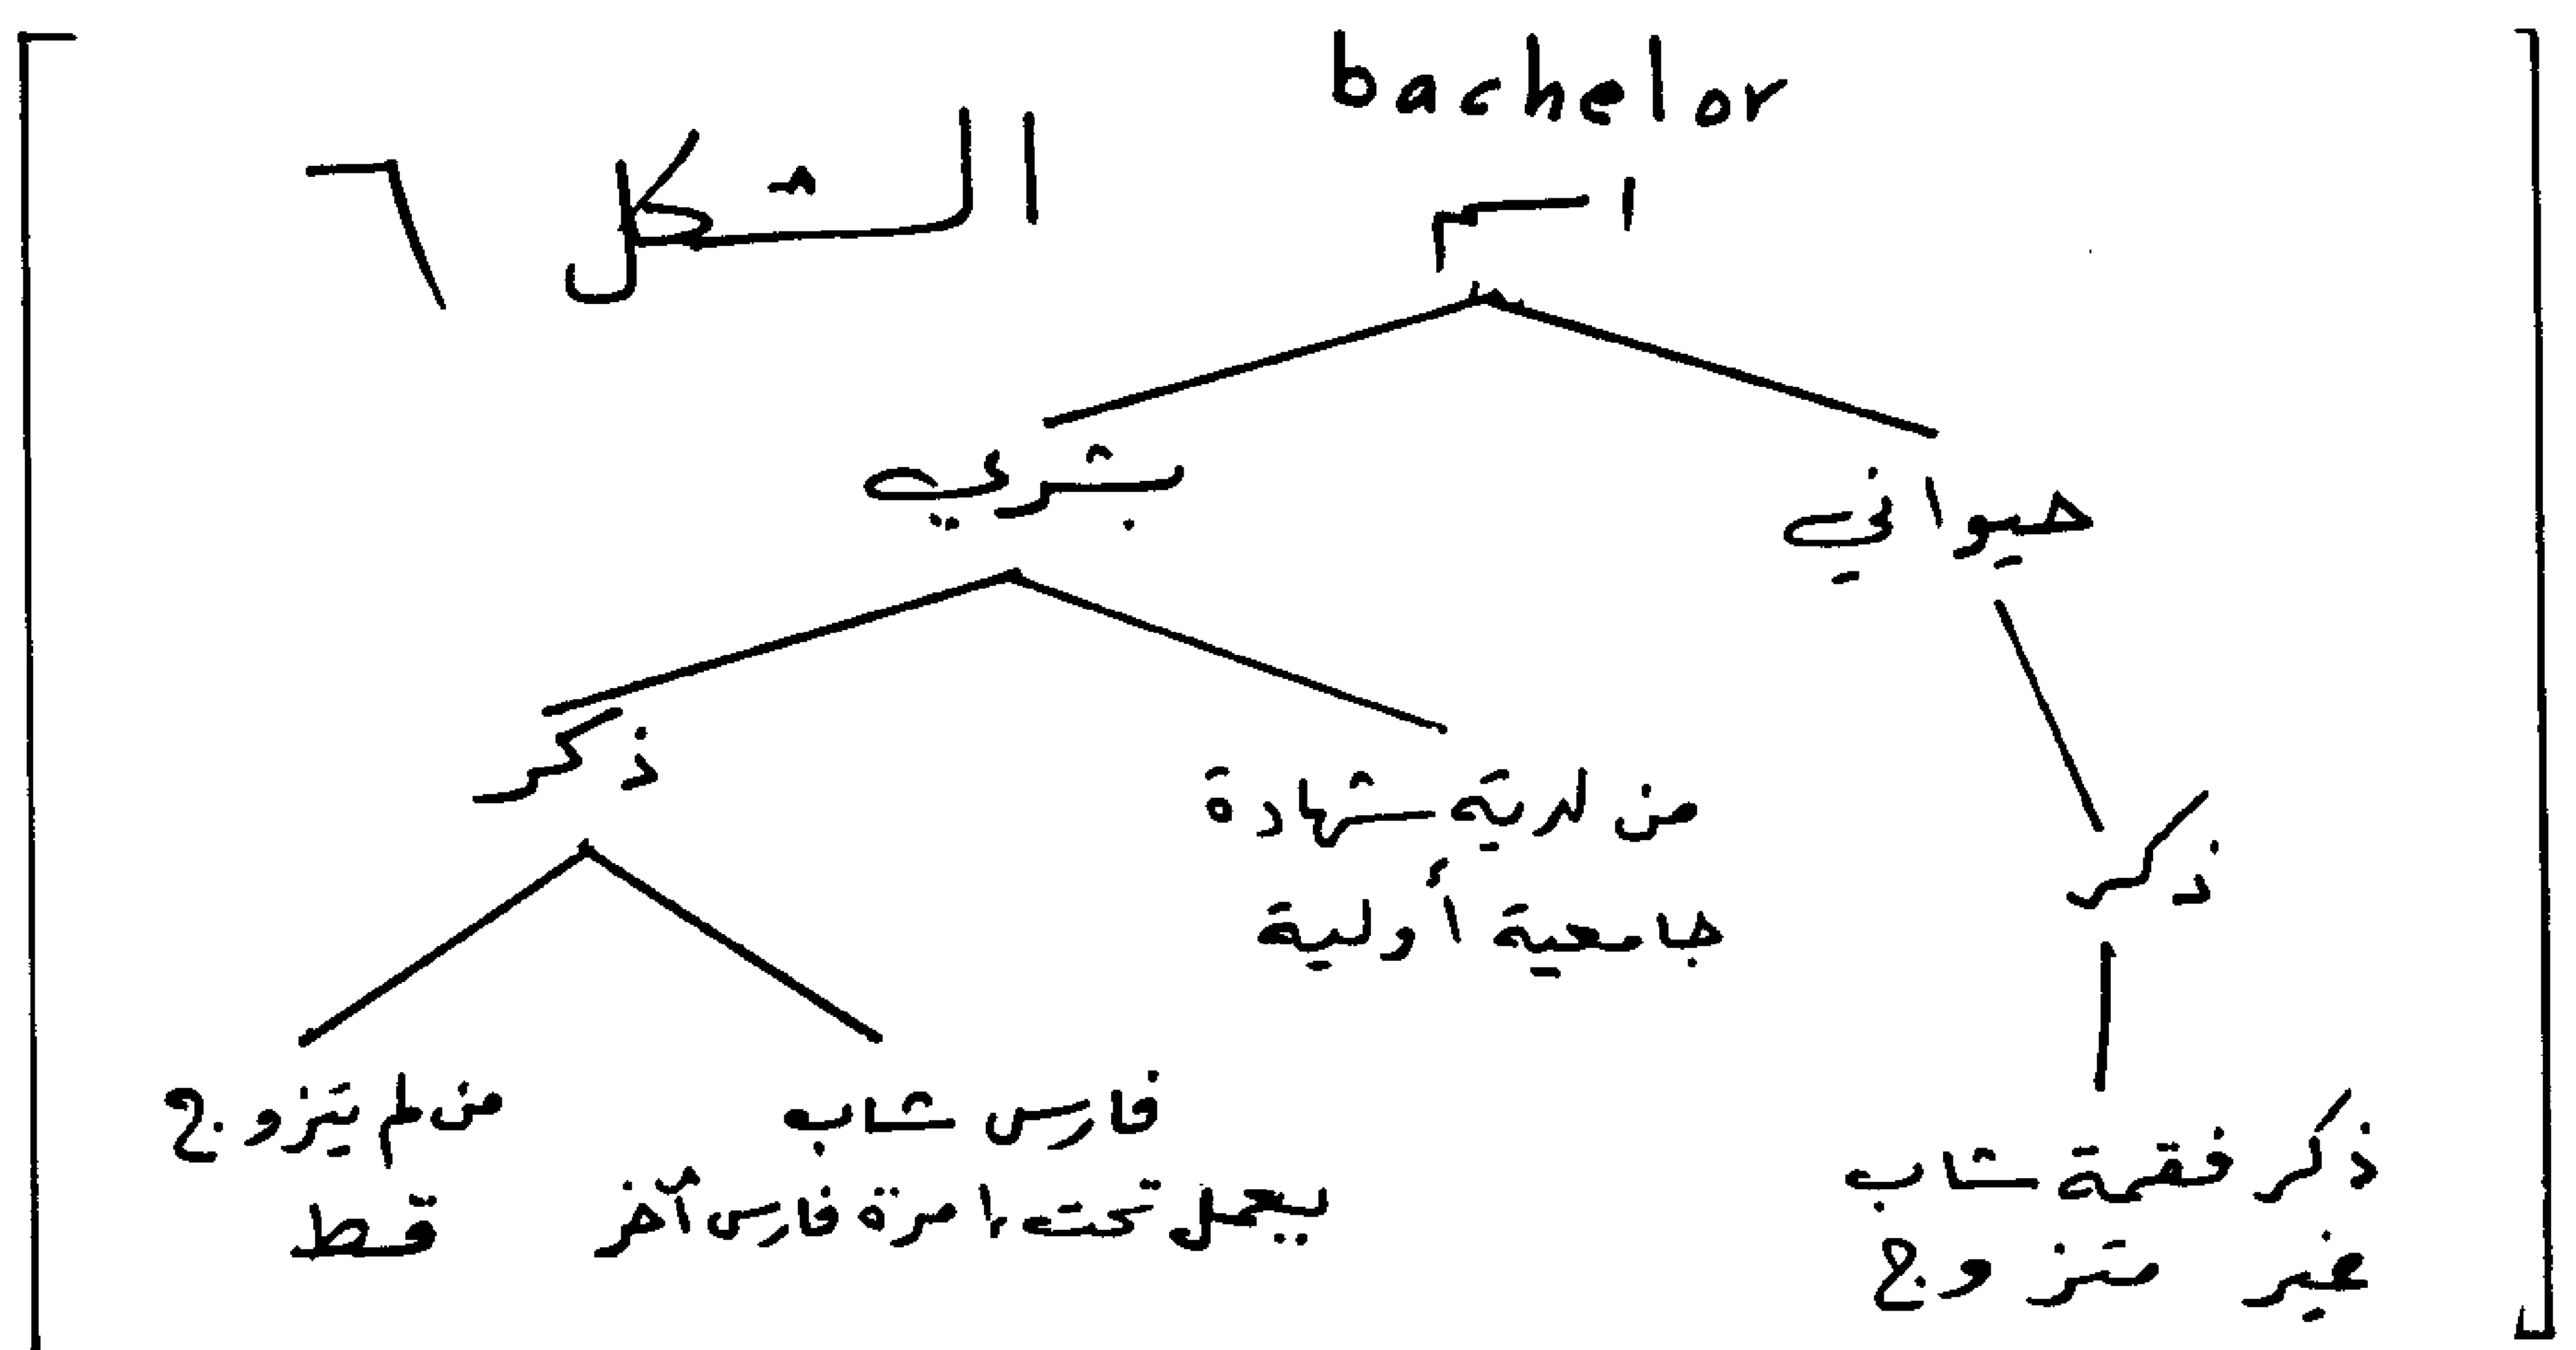 bachelor
الشكل ٦
اسم
بشري
حيواني
ذكر
من لديه شهادة
جامعية أولية
ذكر
من لم يتزوج
قط
فارس شاب
يعمل تحت إمرة فارس آخر
ذكر فقمة شاب
غير متزوج